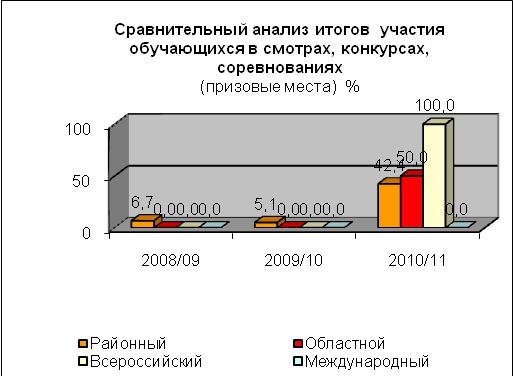 Сравнительный анализ итогов участия
обучающихся в смотрах, конкурсах,
соревнованиях
(призовые места) %
100,0
100
50
0
6,7
0,0
0,0
0,0
5,1
0,0
0,0
0,0
42,4
50,0
0,0
2008/09
2009/10
2010/11
Районный
Областной
Всероссийский
Международный